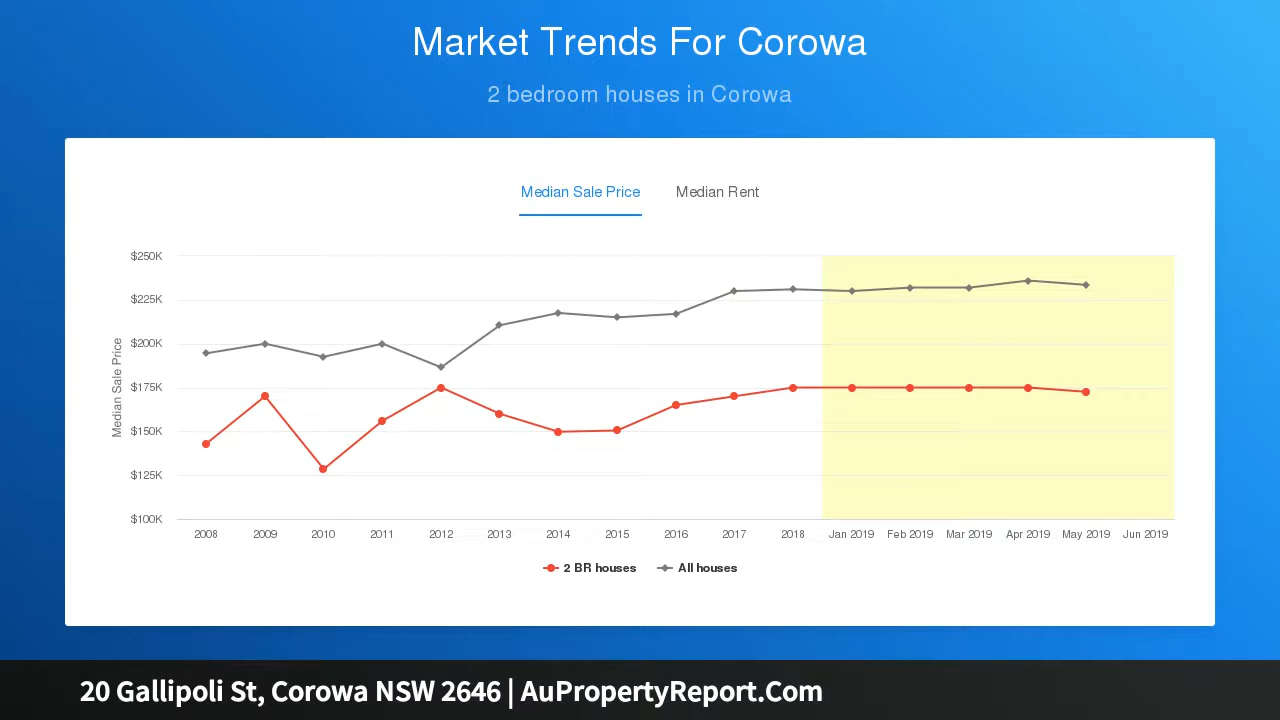 Market Trends For Corowa
2 bedroom houses in Corowa
Median Sale Price Median Rent
$250K
$225K
$200K
$175K
$150K
$125K
$100K
Median Sale Price
2008 2009 2010 2011 2012 2013 2014 2015 2016 2017 2018 Jan 2019 Feb 2019 Mar 2019 Apr 2019 May 2019 Jun 2019
2 BR houses All houses
20 Gallipoli St, Corowa NSW 2646 | AuPropertyReport.Com